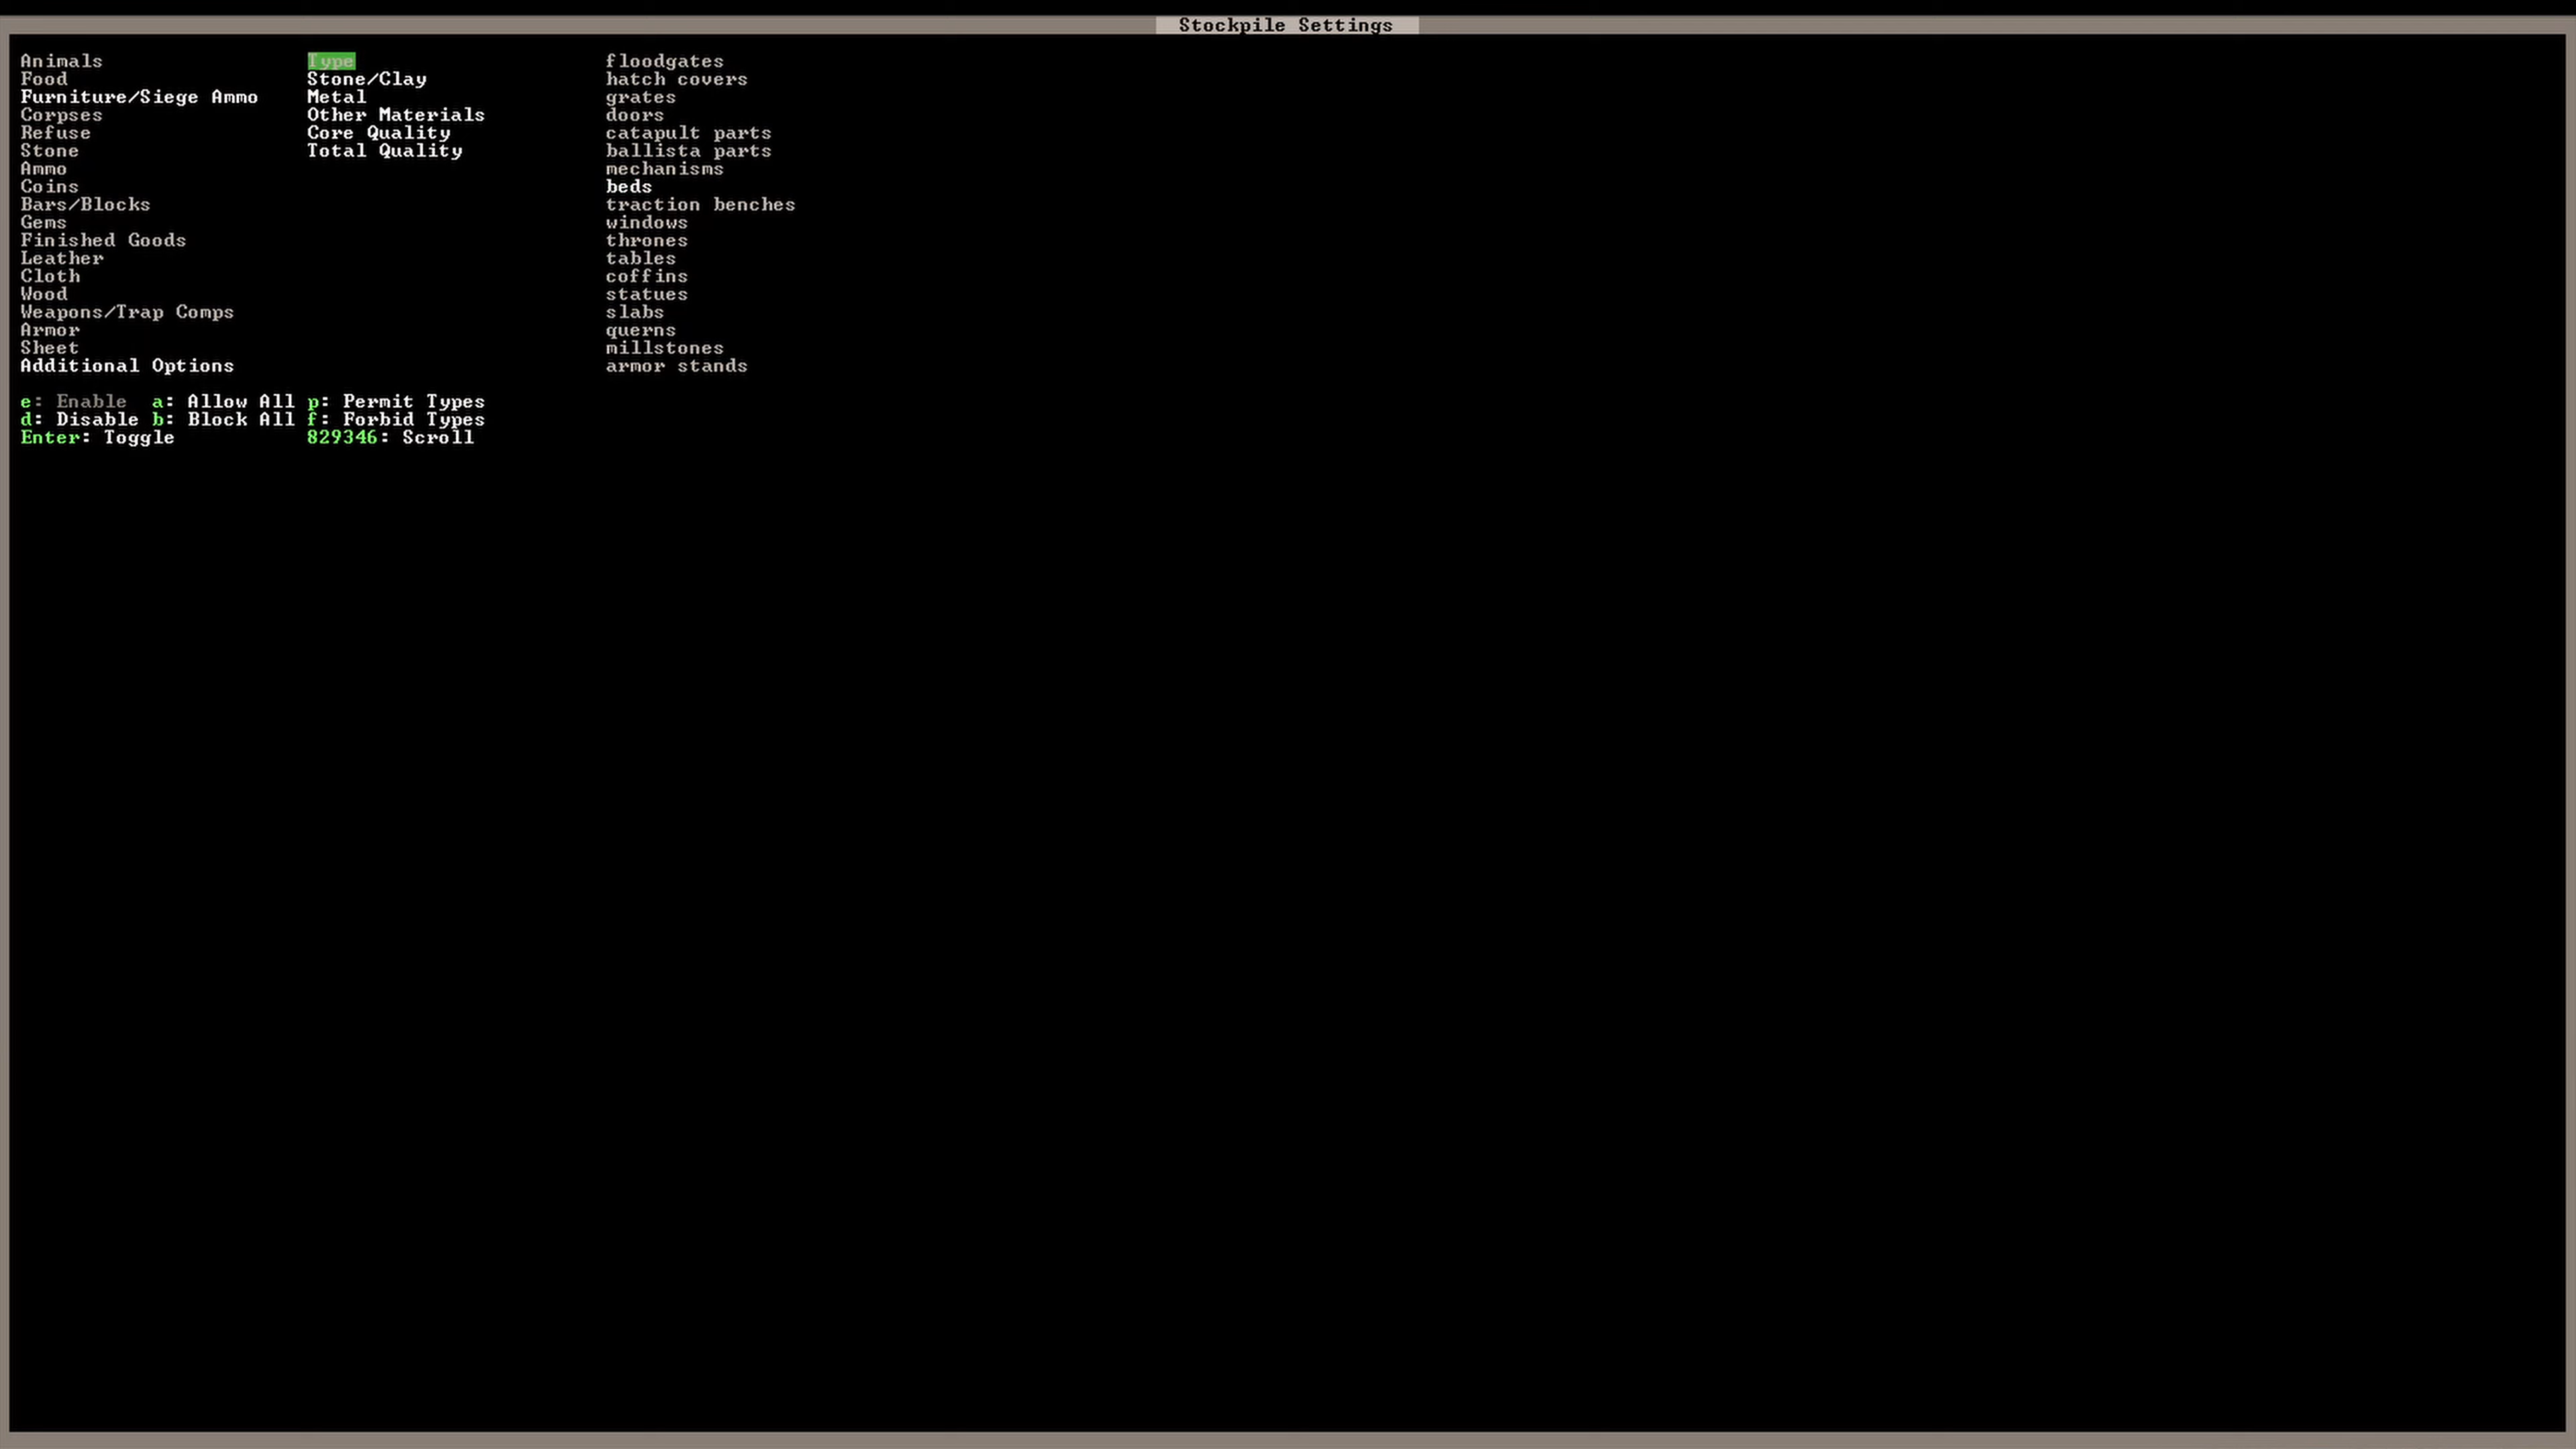 Stockpile Settings
Animals
Food
Furniture/Siege Ammo
Corpses
Refuse
Stone
Ammo
Coins
Bars/Blocks
Gems
Finished Goods
Leather
Cloth
Wood
Weapons/Trap Comps
Armor
Sheet
Additional Options
Type
Stone/Clay
Metal
Other Materials
Core Quality
Total Quality
floodgates
hatch covers
grates
doors
catapult parts
ballista parts
mechanisms
beds
traction benches
windows
thrones
tables
coffins
statues
slabs
querns
millstones
armor stands
e: Enable a: Allow All p: Permit Types
d: Disable b: Block All f: Forbid Types
Enter: Toggle 829346: Scroll